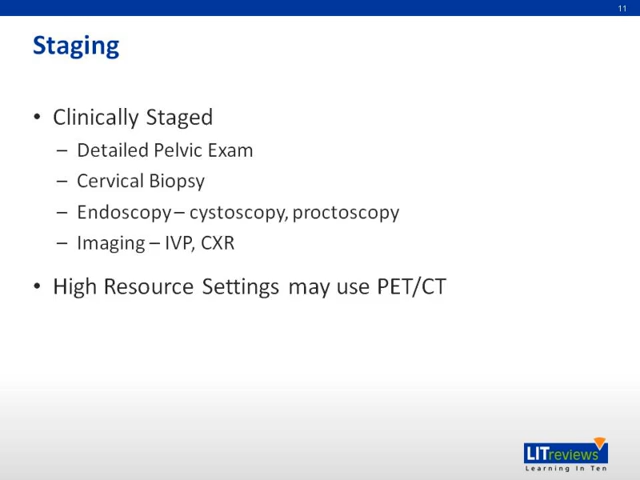 11
Staging
• Clinically Staged
– Detailed Pelvic Exam
– Cervical Biopsy
– Endoscopy – cystoscopy, proctoscopy
– Imaging – IVP, CXR
• High Resource Settings may use PET/CT
LITreviews
Learning In Ten